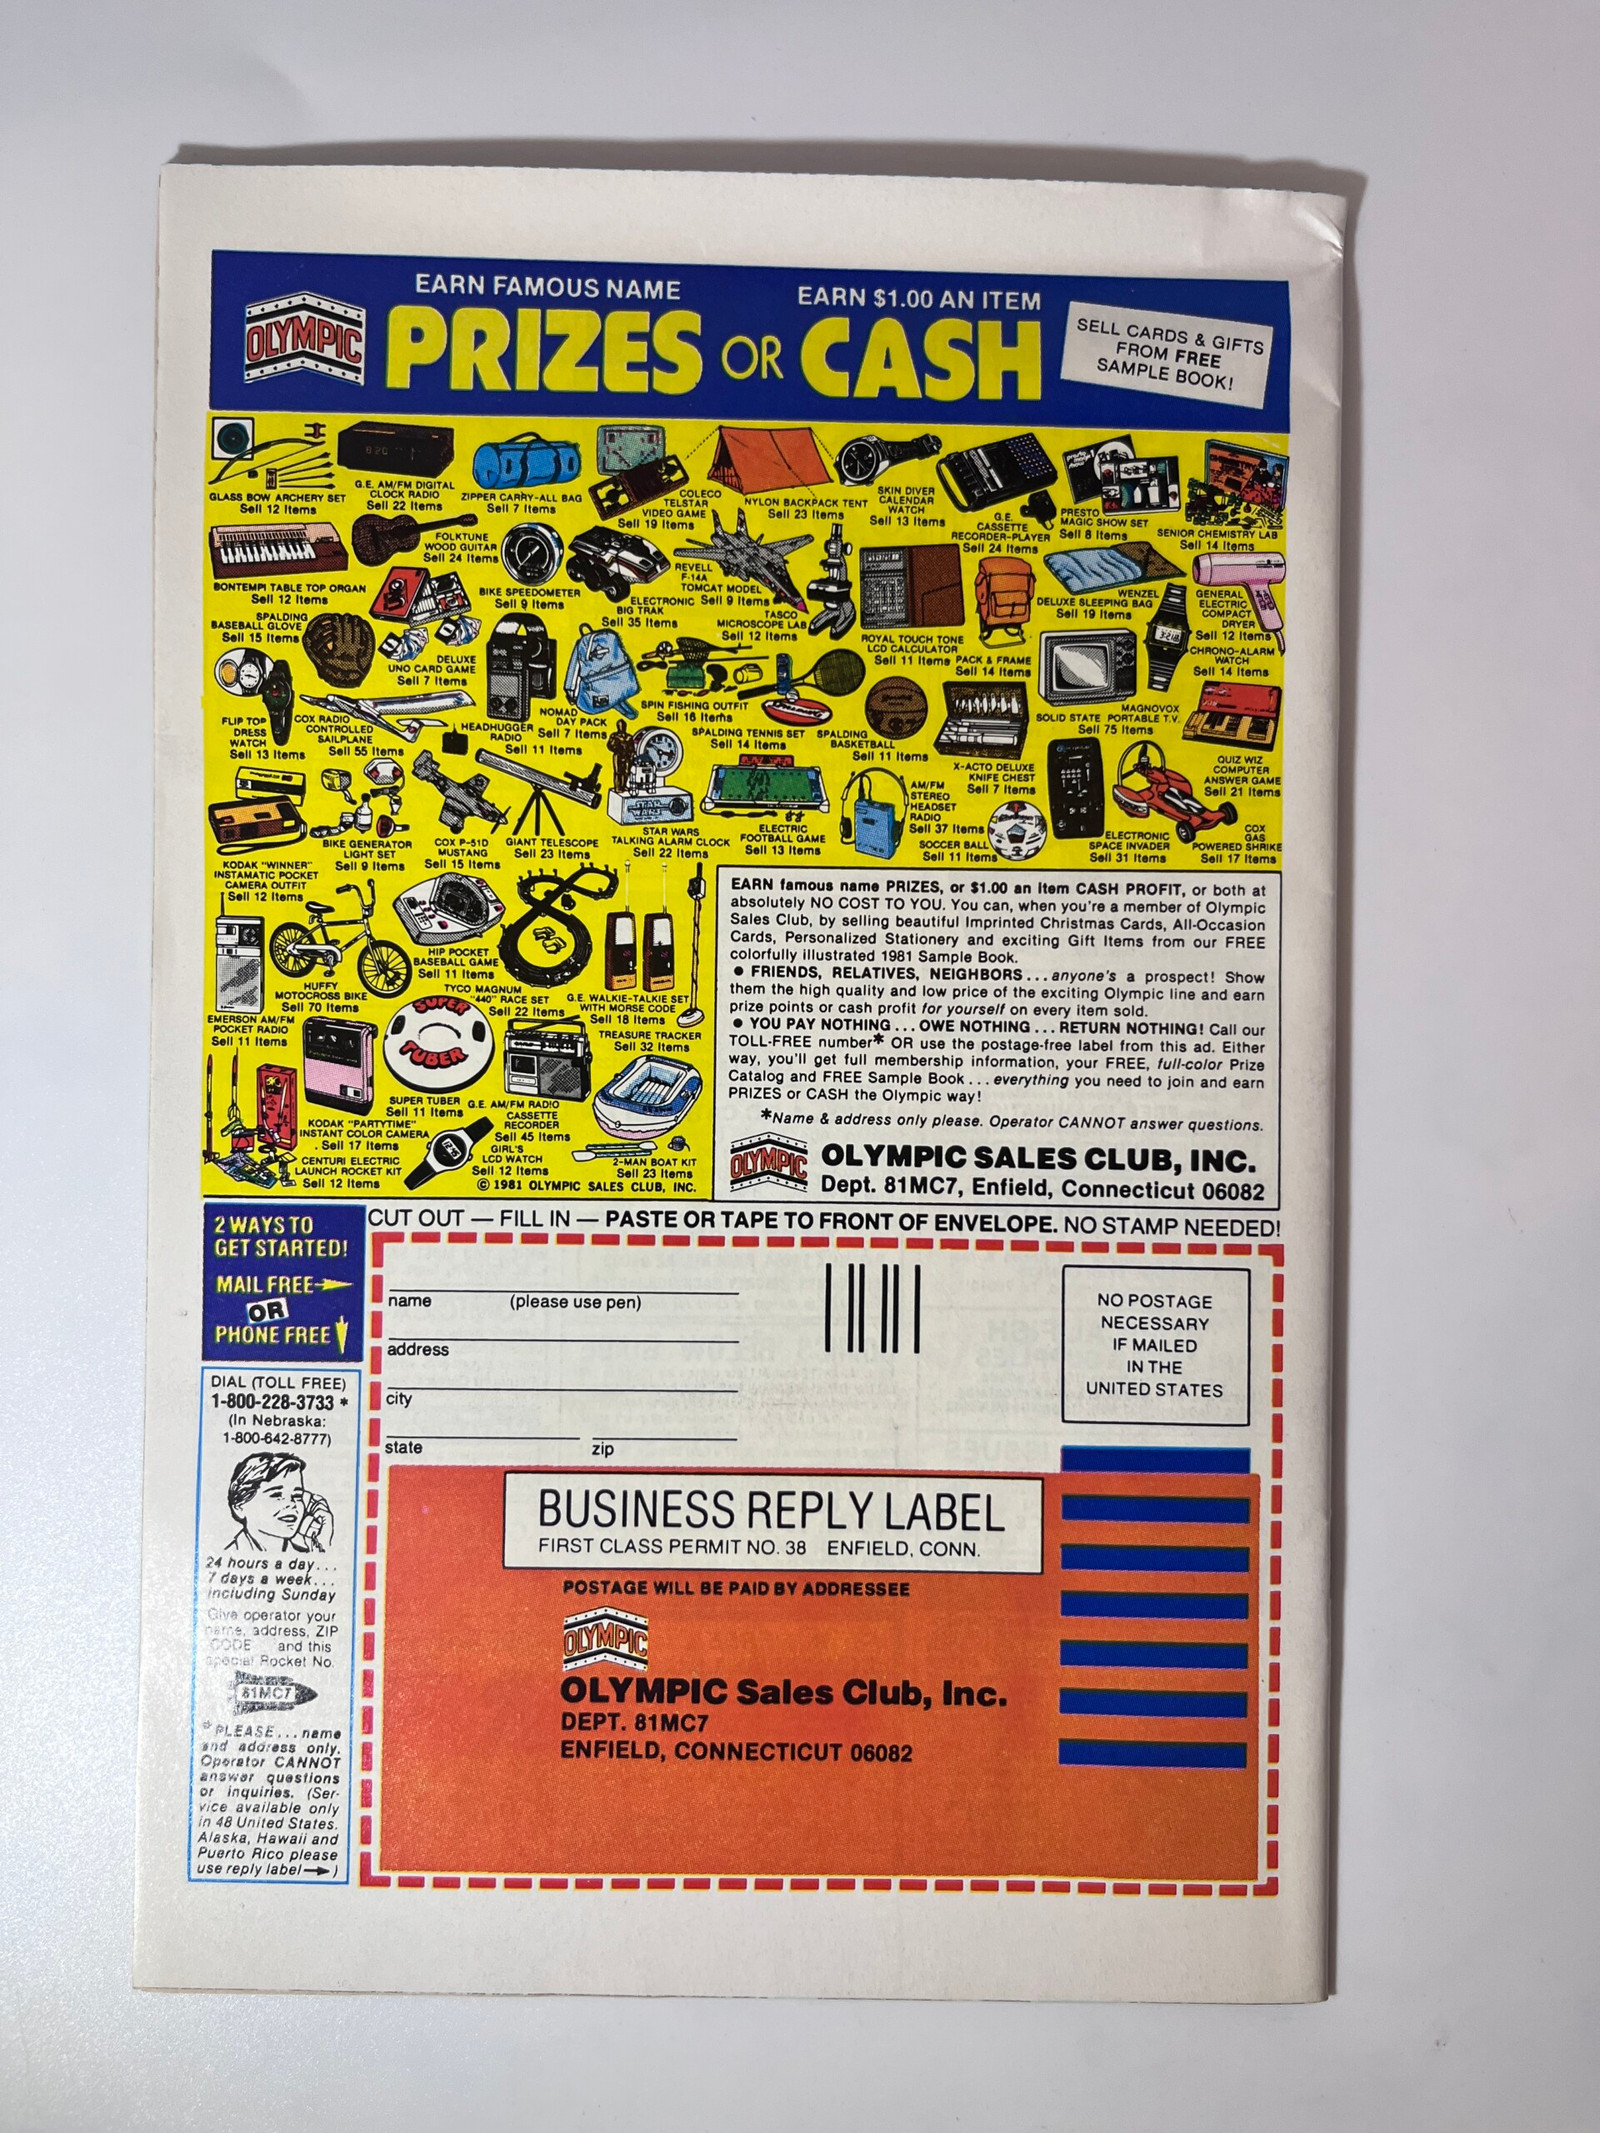 EARN FAMOUS NAME
EARN $1.00 AN ITEM
OLYMPIC
PRIZES OR CASH
SELL CARDS & GIFTS
FROM FREE
SAMPLE BOOK!
GLASS BOW ARCHERY SET
Sell 12 Items
G.E. AM/FM DIGITAL
CLOCK RADIO
Sell 22 Items
ZIPPER CARRY-ALL BAG
Sell 7 Items
COLECO
TELSTAR
VIDEO GAME
Sell 19 Items
NYLON BACKPACK TENT
Sell 23 Items
SKIN DIVER
CALENDAR
WATCH
Sell 13 Items
G.E.
CASSETTE
RECORDER-PLAYER
Sell 24 Items
PRESTO
MAGIC SHOW SET
Sell 8 Items
SENIOR CHEMISTRY LAB
Sell 14 Items
BONTEMPI TABLE TOP ORGAN
Sell 12 Items
FOLKTUNE
WOOD GUITAR
Sell 24 Items
BIKE SPEEDOMETER
Sell 9 Items
ELECTRONIC
BIG TRAK
Sell 35 Items
REVELL
F-14A
TOMCAT MODEL
Sell 9 Items
TASCO
MICROSCOPE LAB
Sell 12 Items
ROYAL TOUCH TONE
LCD CALCULATOR
Sell 11 Items
PACK & FRAME
Sell 14 Items
WENZEL
DELUXE SLEEPING BAG
Sell 19 Items
GENERAL
ELECTRIC
COMPACT
DRYER
Sell 12 Items
SPALDING
BASEBALL GLOVE
Sell 15 Items
DELUXE
UNO CARD GAME
Sell 7 Items
HEADHUGGER
RADIO
Sell 11 Items
NOMAD
DAY PACK
Sell 7 Items
SPIN FISHING OUTFIT
Sell 16 Items
SPALDING TENNIS SET
Sell 14 Items
SPALDING
BASKETBALL
Sell 11 Items
X-ACTO DELUXE
KNIFE CHEST
Sell 7 Items
MAGNOVOX
SOLID STATE PORTABLE T.V.
Sell 75 Items
CHRONO-ALARM
WATCH
Sell 14 Items
FLIP TOP
DRESS
WATCH
Sell 13 Items
COX RADIO
CONTROLLED
SAILPLANE
Sell 55 Items
QUIZ WIZ
COMPUTER
ANSWER GAME
Sell 21 Items
KODAK "WINNER"
INSTAMATIC POCKET
CAMERA OUTFIT
Sell 12 Items
BIKE GENERATOR
LIGHT SET
Sell 9 Items
COX P-51D
MUSTANG
Sell 15 Items
GIANT TELESCOPE
Sell 23 Items
STAR
WARS
STAR WARS
TALKING ALARM CLOCK
Sell 22 Items
ELECTRIC
FOOTBALL GAME
Sell 13 Items
AM/FM
STEREO
HEADSET
RADIO
Sell 37 Items
SOCCER BALL
Sell 11 Items
ELECTRONIC
SPACE INVADER
Sell 31 Items
COX
GAS
POWERED SHRIKE
Sell 17 Items
EMERSON AM/FM
POCKET RADIO
Sell 11 Items
HUFFY
MOTOCROSS BIKE
Sell 70 Items
HIP POCKET
BASEBALL GAME
Sell 11 Items
TYCO MAGNUM
"440" RACE SET
Sell 22 Items
G.E. WALKIE-TALKIE SET
WITH MORSE CODE
Sell 18 Items
TREASURE TRACKER
Sell 32 Items
SUPER
TUBER
SUPER TUBER
Sell 11 Items
KODAK "PARTYTIME"
INSTANT COLOR CAMERA
Sell 17 Items
G.E. AM/FM RADIO
CASSETTE
RECORDER
Sell 45 Items
CENTURI ELECTRIC
LAUNCH ROCKET KIT
Sell 12 Items
GIRL'S
LCD WATCH
Sell 12 Items
2-MAN BOAT KIT
Sell 23 Items
© 1981 OLYMPIC SALES CLUB, INC.
EARN famous name PRIZES, or $1.00 an Item CASH PROFIT, or both at
absolutely NO COST TO YOU. You can, when you're a member of Olympic
Sales Club, by selling beautiful Imprinted Christmas Cards, All-Occasion
Cards, Personalized Stationery and exciting Gift Items from our FREE
colorfully illustrated 1981 Sample Book.
● FRIENDS, RELATIVES, NEIGHBORS...anyone's a prospect! Show
them the high quality and low price of the exciting Olympic line and earn
prize points or cash profit for yourself on every item sold.
● YOU PAY NOTHING...OWE NOTHING...RETURN NOTHING! Call our
TOLL-FREE number* OR use the postage-free label from this ad. Either
way, you'll get full membership information, your FREE, full-color Prize
Catalog and FREE Sample Book...everything you need to join and earn
PRIZES or CASH the Olympic way!
*Name & address only please. Operator CANNOT answer questions.
OLYMPIC
OLYMPIC SALES CLUB, INC.
Dept. 81MC7, Enfield, Connecticut 06082
2 WAYS TO
GET STARTED!
MAIL FREE
OR
PHONE FREE
CUT OUT — FILL IN — PASTE OR TAPE TO FRONT OF ENVELOPE. NO STAMP NEEDED!
DIAL (TOLL FREE)
1-800-228-3733 *
(In Nebraska:
1-800-642-8777)
24 hours a day...
7 days a week...
including Sunday
Give operator your
name, address, ZIP
CODE and this
special Rocket No.
81MC7
*PLEASE...name
and address only.
Operator CANNOT
answer questions
or inquiries. (Ser-
vice available only
in 48 United States.
Alaska, Hawaii and
Puerto Rico please
use reply label→)
name (please use pen)
address
city
state zip
NO POSTAGE
NECESSARY
IF MAILED
IN THE
UNITED STATES
BUSINESS REPLY LABEL
FIRST CLASS PERMIT NO. 38 ENFIELD, CONN.
POSTAGE WILL BE PAID BY ADDRESSEE
OLYMPIC
OLYMPIC Sales Club, Inc.
DEPT. 81MC7
ENFIELD, CONNECTICUT 06082